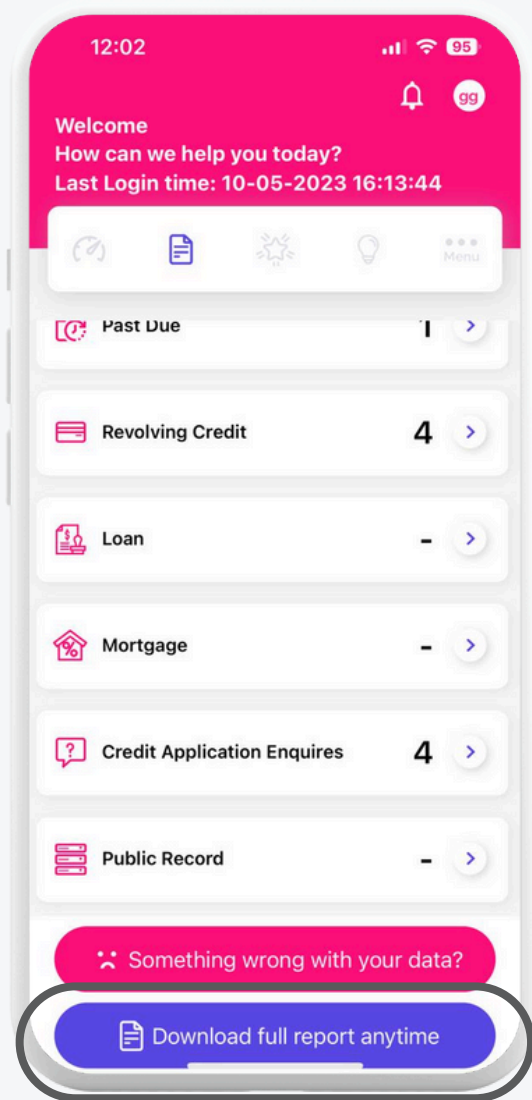 12:02
95
gg
Welcome
How can we help you today?
Last Login time: 10-05-2023 16:13:44
Menu
Past Due 1
Revolving Credit 4
Loan -
Mortgage -
Credit Application Enquires 4
Public Record -
Something wrong with your data?
Download full report anytime